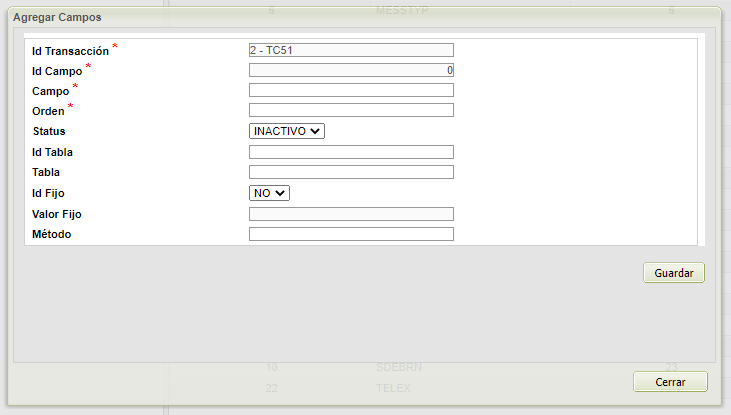 6 MESSTYP 6
Agregar Campos
Id Transacción * 2 - TC51
Id Campo * 0
Campo *
Orden *
Status INACTIVO
Id Tabla
Tabla
Id Fijo NO
Valor Fijo
Método
Guardar
10 SDEBRN 23
Cerrar
22 TELEX